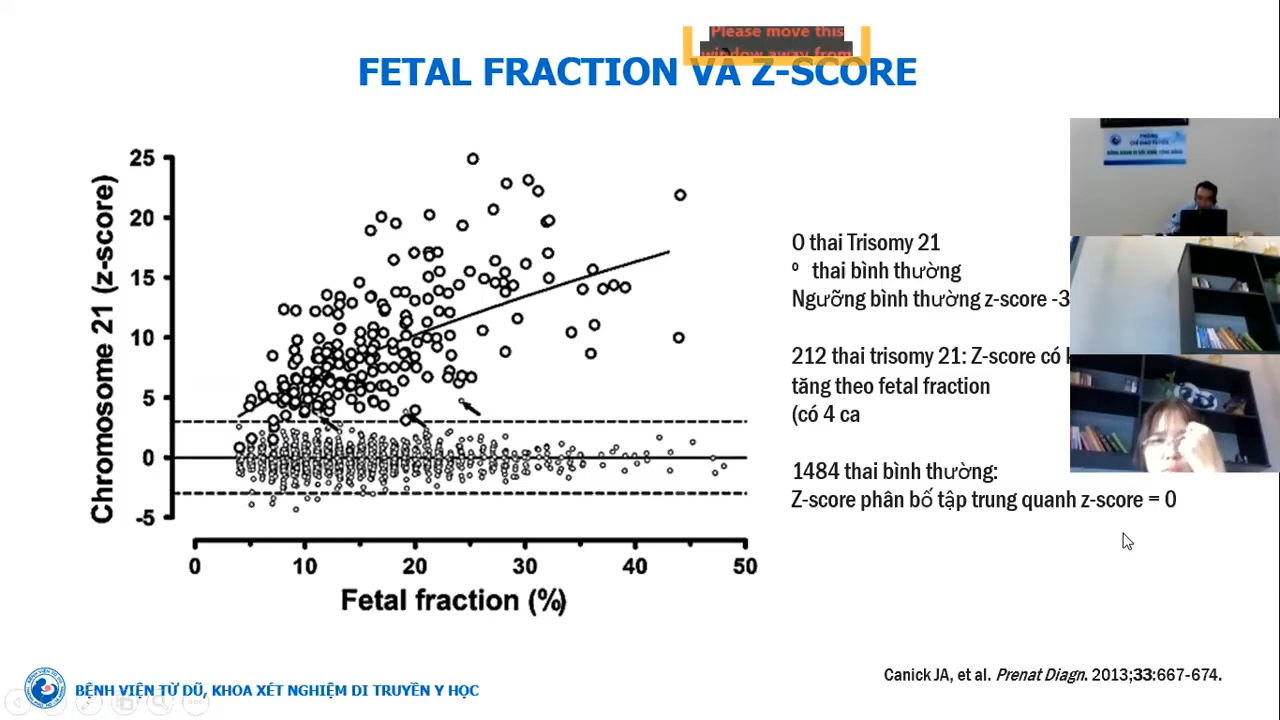 Please move this
window away from
FETAL FRACTION VÀ Z-SCORE
Chromosome 21 (z-score)
25
20
15
10
5
0
-5
0
10
20
30
40
50
Fetal fraction (%)
O thai Trisomy 21
º thai bình thường
Ngưỡng bình thường z-score -3
212 thai trisomy 21: Z-score có
tăng theo fetal fraction
(có 4 ca
1484 thai bình thường:
Z-score phân bố tập trung quanh z-score = 0
BỆNH VIỆN TỪ DŨ, KHOA XÉT NGHIỆM DI TRUYỀN Y HỌC
Canick JA, et al. Prenat Diagn. 2013;33:667-674.